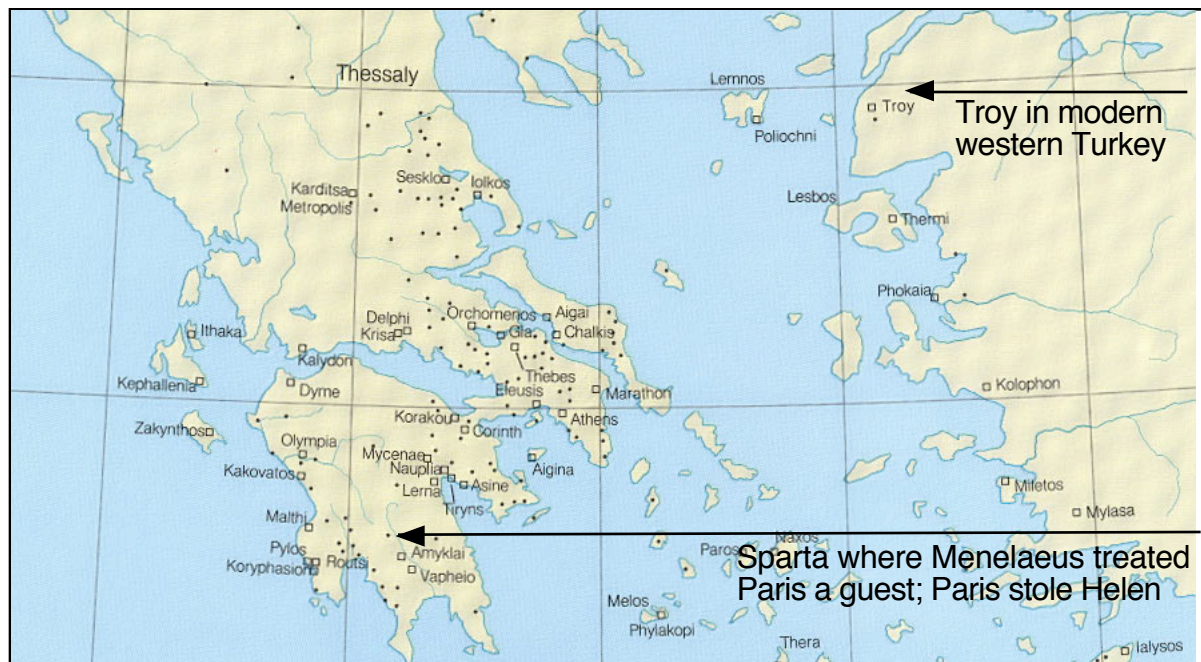 Thessaly
Lernnos
Troy
Troy in modern
western Turkey
Poliochni
Sesklo
Iolkos
Karditsa
Metropolis
Lesbos
Thermi
Phokaia
Delphi
Krisa
Orchomerios
Aigai
Gla
Chalkis
Ithaka
Kalydon
Thebes
Kephallenia
Dyme
Eleusis
Marathon
Kolophon
Korakou
Athens
Zakynthos
Corinth
Olympia
Mycenae
Nauplia
Aigina
Kakovatos
Lerna
Asine
Tiryns
Miletos
Malthi
Mylasa
Naxos
Pylos
Routsi
Amyklai
Paros
Koryphasion
Vapheio
Sparta where Menelaeus treated
Paris a guest; Paris stole Helen
Melos
Phylakopi
Thera
Ialysos